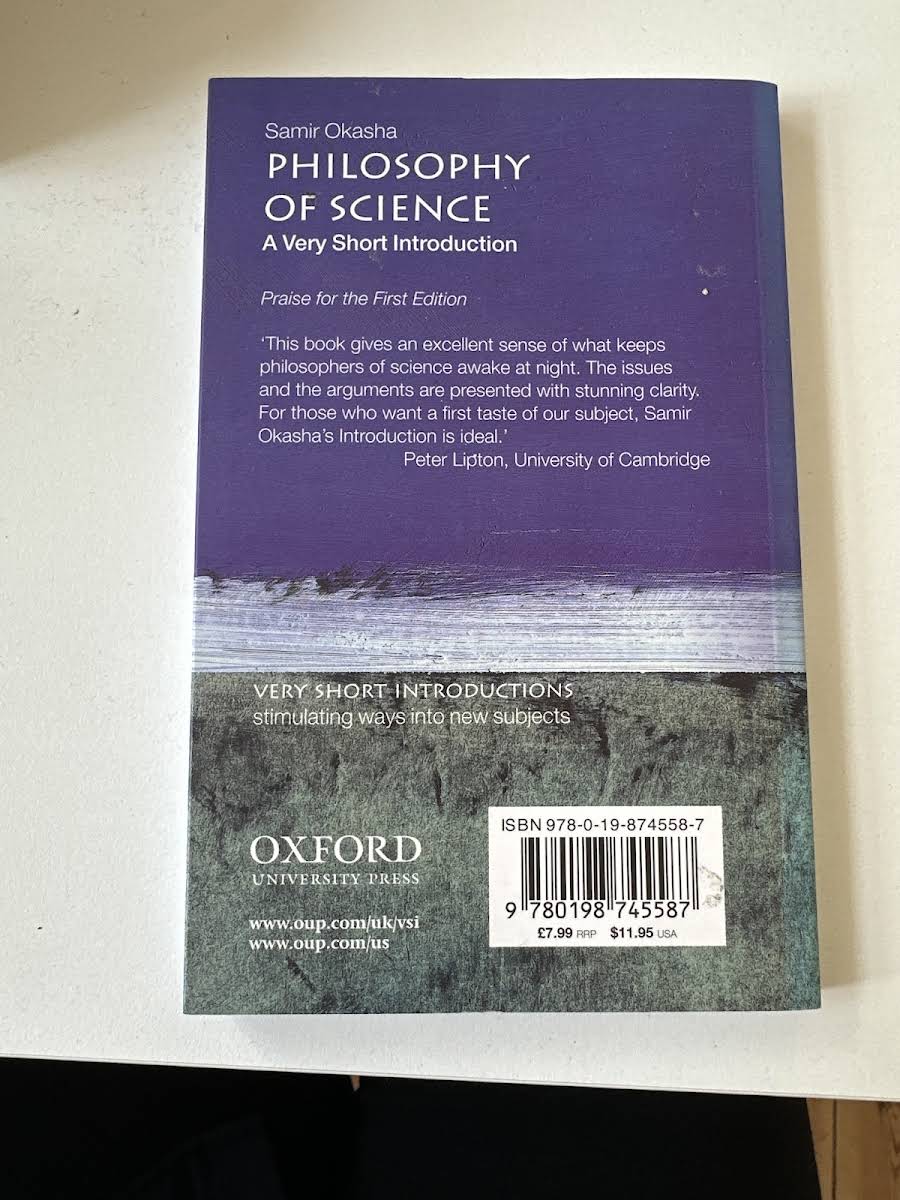 Samir Okasha
PHILOSOPHY
OF SCIENCE
A Very Short Introduction
Praise for the First Edition
‘This book gives an excellent sense of what keeps
philosophers of science awake at night. The issues
and the arguments are presented with stunning clarity.
For those who want a first taste of our subject, Samir
Okasha’s Introduction is ideal.’
Peter Lipton, University of Cambridge
VERY SHORT INTRODUCTIONS
stimulating ways into new subjects
OXFORD
UNIVERSITY PRESS
www.oup.com/uk/vsi
www.oup.com/us
ISBN 978-0-19-874558-7
9 780198 745587
£7.99 RRP $11.95 USA